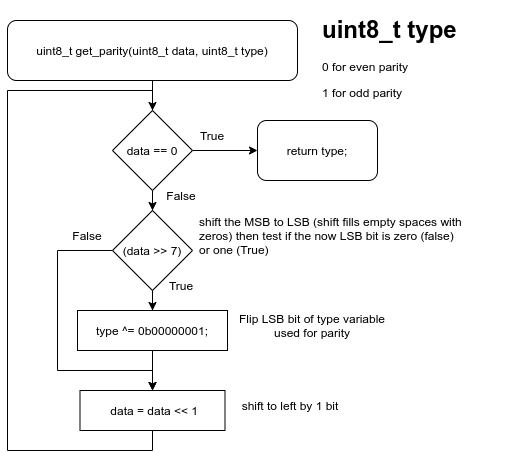 uint8_t get_parity(uint8_t data, uint8_t type)
uint8_t type
0 for even parity
1 for odd parity
data == 0
True
return type;
False
(data >> 7)
shift the MSB to LSB (shift fills empty spaces with
zeros) then test if the now LSB bit is zero (false)
or one (True)
False
True
type ^= 0b00000001;
Flip LSB bit of type variable
used for parity
data = data << 1
shift to left by 1 bit